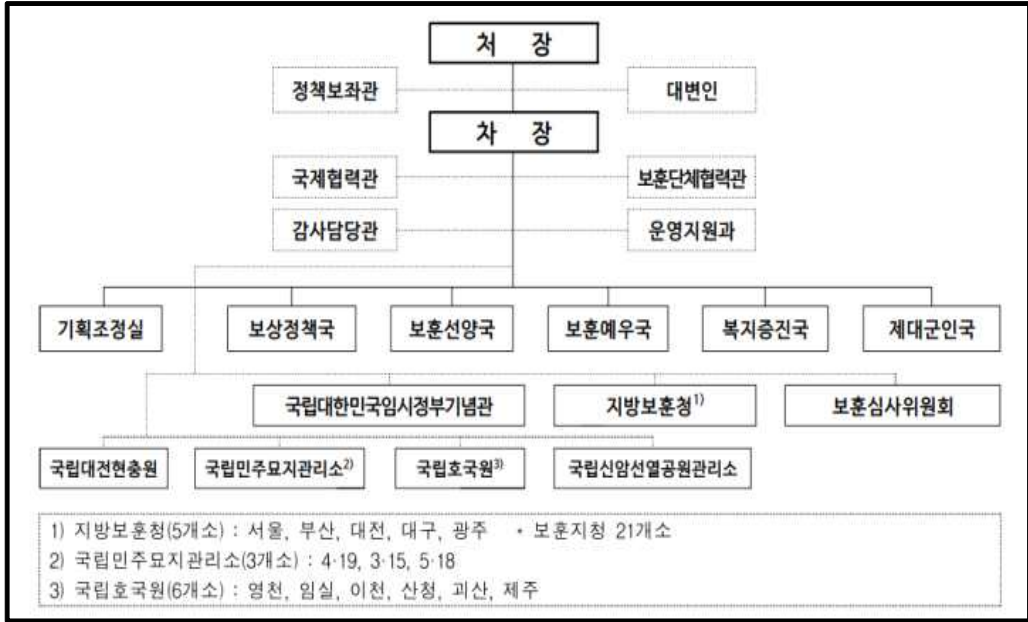 처 장
정책보좌관 대변인
차 장
국제협력관 보훈단체협력관
감사담당관 운영지원과
기획조정실 보상정책국 보훈선양국 보훈예우국 복지증진국 제대군인국
국립대한민국임시정부기념관 지방보훈청1) 보훈심사위원회
국립대전현충원 국립민주묘지관리소2) 국립호국원3) 국립신암선열공원관리소
1) 지방보훈청(5개소) : 서울, 부산, 대전, 대구, 광주 * 보훈지청 21개소
2) 국립민주묘지관리소(3개소) : 4·19, 3·15, 5·18
3) 국립호국원(6개소) : 영천, 임실, 이천, 산청, 괴산, 제주